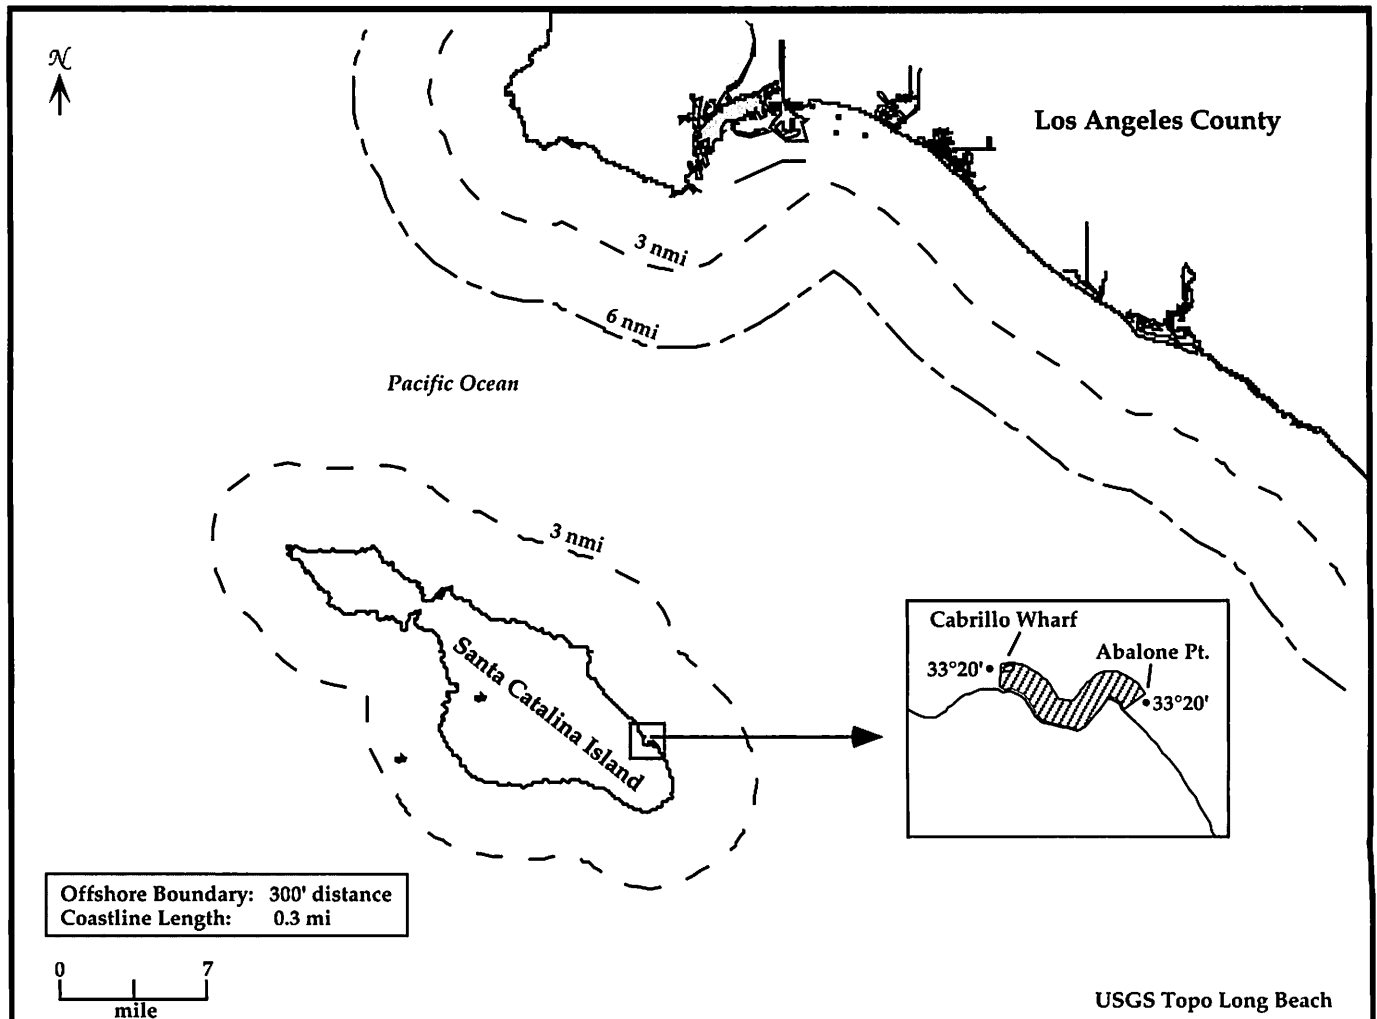 N
Los Angeles County
3 nmi
6 nmi
Pacific Ocean
3 nmi
Santa Catalina Island
Cabrillo Wharf
Abalone Pt.
33°20'
33°20'
Offshore Boundary: 300' distance
Coastline Length: 0.3 mi
0 7
mile
USGS Topo Long Beach